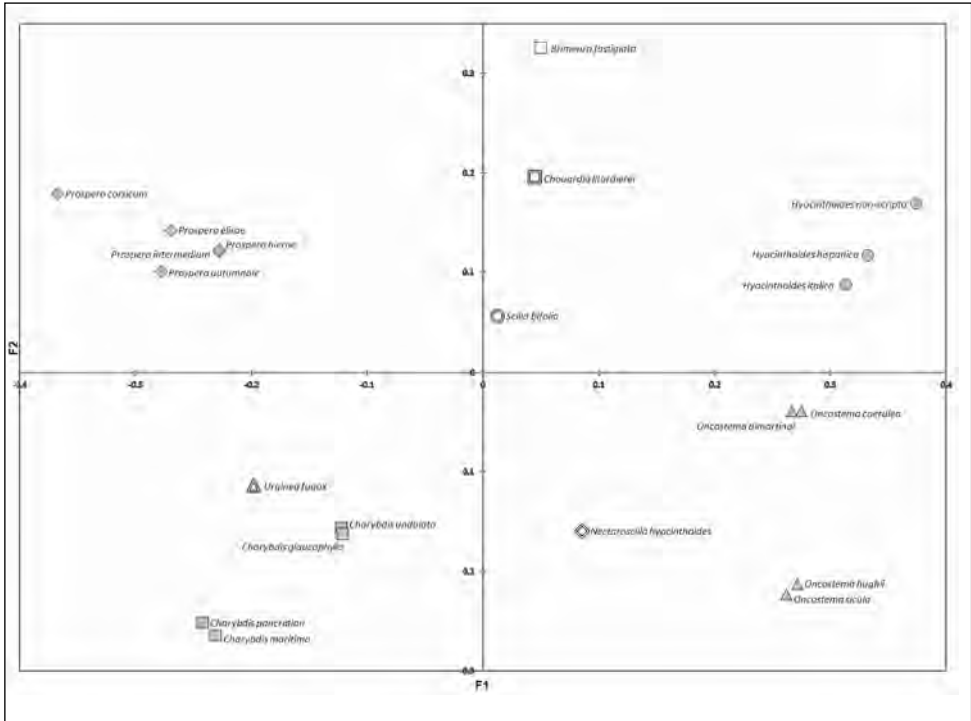 Brimeura fastigiata
0.3
Chouardia litardierei
0.2
Prospero corsicum
Hyacinthoides non-scripta
Prospero elisae
Prospero hierae
Prospero intermedium
Hyacinthoides hispanica
Prospero autumnale
0.1
Hyacinthoides italica
Scilla bifolia
F2
-0.4 -0.3 -0.2 -0.1 0 0.1 0.2 0.3 0.4
Oncostema caerulea
Oncostema dimartinoi
-0.1
Urginea fugax
Charybdis undulata
Nectaroscilla hyacinthoides
Charybdis glaucophylla
-0.2
Oncostema hughii
Oncostema sicula
Charybdis pancration
Charybdis maritima
-0.3
F1